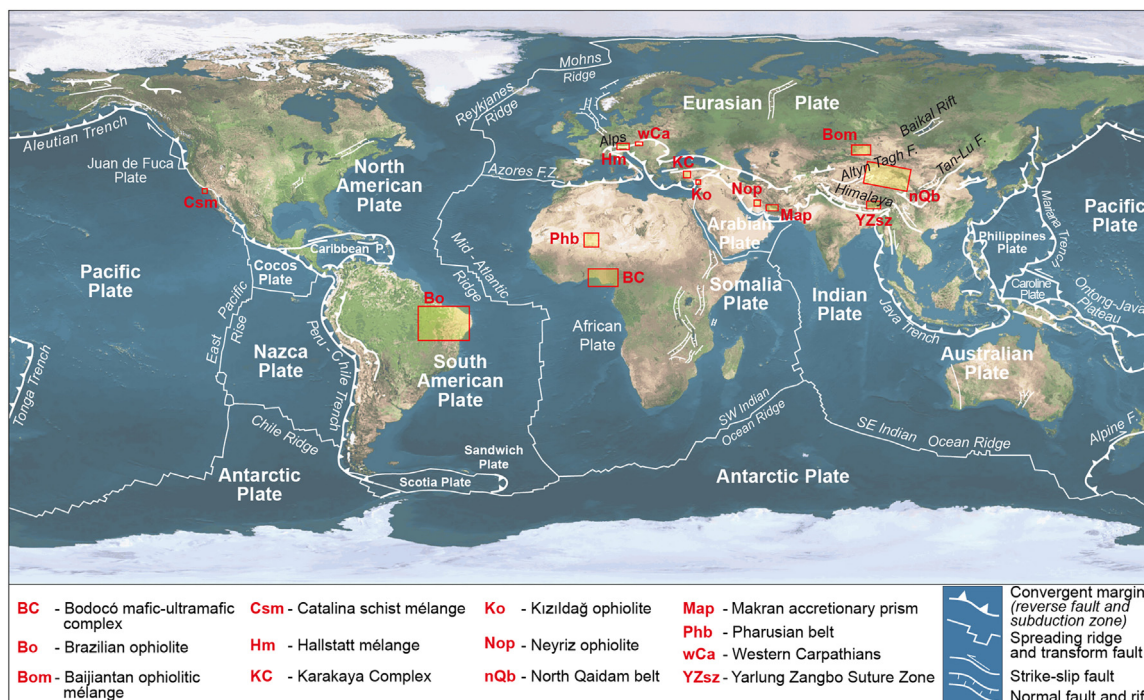 Mohns
Ridge
Reykjanes
Ridge
Eurasian Plate
Baikal Rift
Aleutian Trench
Alps
wCa
Bom
Hm
Altyn Tagh F.
Tan-Lu F.
Juan de Fuca
Plate
North
American
Plate
Azores F.Z.
KC
Ko
Nop
Himalaya
nQb
Csm
Map
YZsz
Mariana Trench
Pacific
Plate
Arabian
Plate
Phb
Philippines
Plate
Caribbean P.
Mid - Atlantic
Ridge
Pacific
Plate
Cocos
Plate
BC
Somalia
Plate
Indian
Plate
Caroline
Plate
Ontong-Java
Plateau
Bo
East Pacific
Rise
African
Plate
Java Trench
Nazca
Plate
Peru - Chile Trench
South
American
Plate
Australian
Plate
Tonga Trench
SW Indian
Ocean Ridge
Chile Ridge
SE Indian Ocean Ridge
Alpine F.
Sandwich
Plate
Antarctic
Plate
Scotia Plate
Antarctic Plate
BC - Bodocó mafic-ultramafic
complex
Bo - Brazilian ophiolite
Bom - Baijiantan ophiolitic
mélange
Csm - Catalina schist mélange
Hm - Hallstatt mélange
KC - Karakaya Complex
Ko - Kızıldağ ophiolite
Nop - Neyriz ophiolite
nQb - North Qaidam belt
Map - Makran accretionary prism
Phb - Pharusian belt
wCa - Western Carpathians
YZsz - Yarlung Zangbo Suture Zone
Convergent margin
(reverse fault and
subduction zone)
Spreading ridge
and transform fault
Strike-slip fault
Normal fault and rift